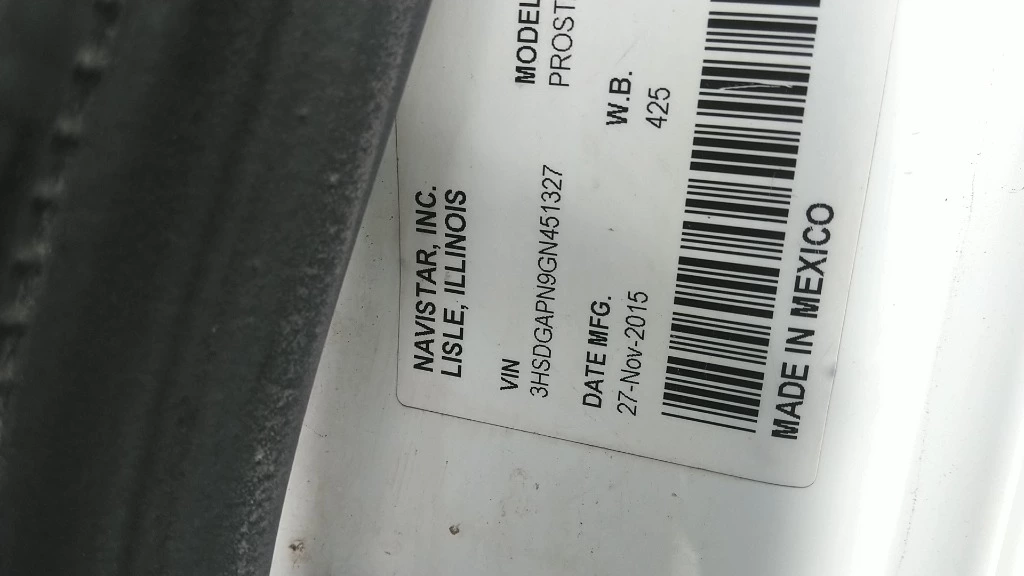 NAVISTAR, INC.
LISLE, ILLINOIS
VIN
3HSDGAPN9GN451327
MODEL
PROST
DATE MFG.
27-Nov-2015
W.B.
425
MADE IN MEXICO